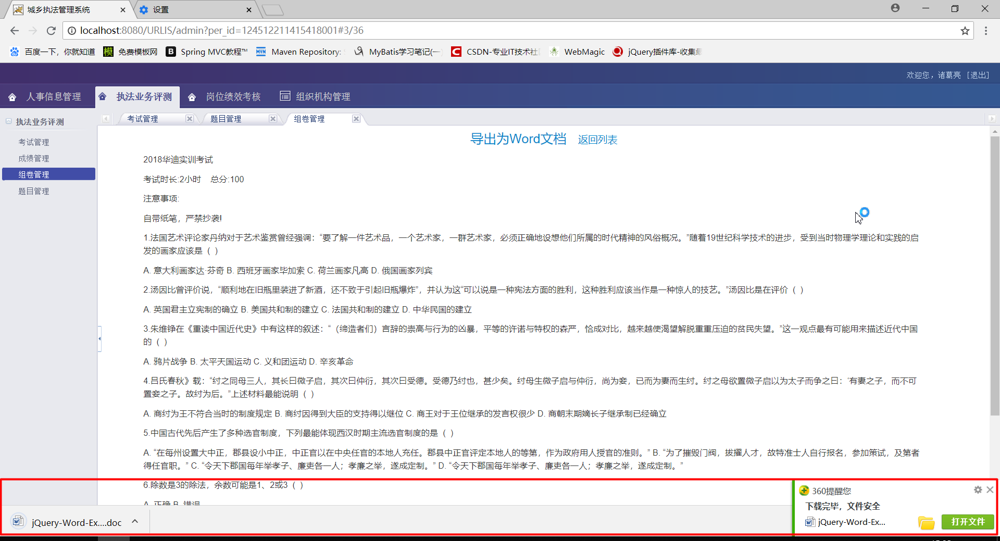 城乡执法管理系统
设置
localhost:8080/URLIS/admin?per_id=124512211415418001#3/36
百度一下，你就知道
模 免费模板网
B Spring MVC教程™
MVN Maven Repository:
MyBatis学习笔记(一
C CSDN-专业IT技术社
WebMagic
jQuery插件库-收集最
欢迎您，诸葛亮 [退出]
人事信息管理
执法业务评测
岗位绩效考核
组织机构管理
执法业务评测
考试管理
成绩管理
组卷管理
题目管理
考试管理
题目管理
组卷管理
导出为Word文档 返回列表
2018华迪实训考试
考试时长:2小时 总分:100
注意事项:
自带纸笔，严禁抄袭!
1.法国艺术评论家丹纳对于艺术鉴赏曾经强调：“要了解一件艺术品，一个艺术家，一群艺术家，必须正确地设想他们所属的时代精神的风俗概况。”随着19世纪科学技术的进步，受到当时物理学理论和实践的启
发的画家应该是（ ）
A. 意大利画家达·芬奇 B. 西班牙画家毕加索 C. 荷兰画家凡高 D. 俄国画家列宾
2.汤因比曾评价说，“顺利地在旧瓶里装进了新酒，还不致于引起旧瓶爆炸”，并认为这“可以说是一种宪法方面的胜利，这种胜利应该当作是一种惊人的技艺。”汤因比是在评价（ ）
A. 英国君主立宪制的确立 B. 美国共和制的建立 C. 法国共和制的建立 D. 中华民国的建立
3.朱维铮在《重读中国近代史》中有这样的叙述：“（缔造者们）言辞的崇高与行为的凶暴，平等的许诺与特权的森严，恰成对比，越来越使渴望解脱重重压迫的贫民失望。”这一观点最有可能用来描述近代中国
的（ ）
A. 鸦片战争 B. 太平天国运动 C. 义和团运动 D. 辛亥革命
4.吕氏春秋》载：“纣之同母三人，其长曰微子启，其次曰仲衍，其次曰受德。受德乃纣也，甚少矣。纣母生微子启与仲衍，尚为妾，已而为妻而生纣。纣之母欲置微子启以为太子而争之曰：‘有妻之子，而不可
置妾之子。故纣为后。”上述材料最能说明（ ）
A. 商纣为王不符合当时的制度规定 B. 商纣因得到大臣的支持得以继位 C. 商王对于王位继承的发言权很少 D. 商朝末期嫡长子继承制已经确立
5.中国古代先后产生了多种选官制度，下列最能体现西汉时期主流选官制度的是（ ）
A. “在每州设置大中正，郡县设小中正，中正官以在中央任官的本地人充任。郡县中正官评定本地人的等第，作为政府用人授官的准则。” B. “为了摧毁门阀，拔擢人才，故特准士人自行报名，参加策试，及第者
得任官职。” C. “令天下郡国每年举孝子、廉吏各一人；孝廉之举，遂成定制。” D. “令天下郡国每年举孝子、廉吏各一人；孝廉之举，遂成定制。”
6.除数是3的除法，余数可能是1、2或3（ ）
A. 正确 B. 错误
jQuery-Word-Ex....doc
360提醒您
下载完毕，文件安全
jQuery-Word-Ex...
打开文件